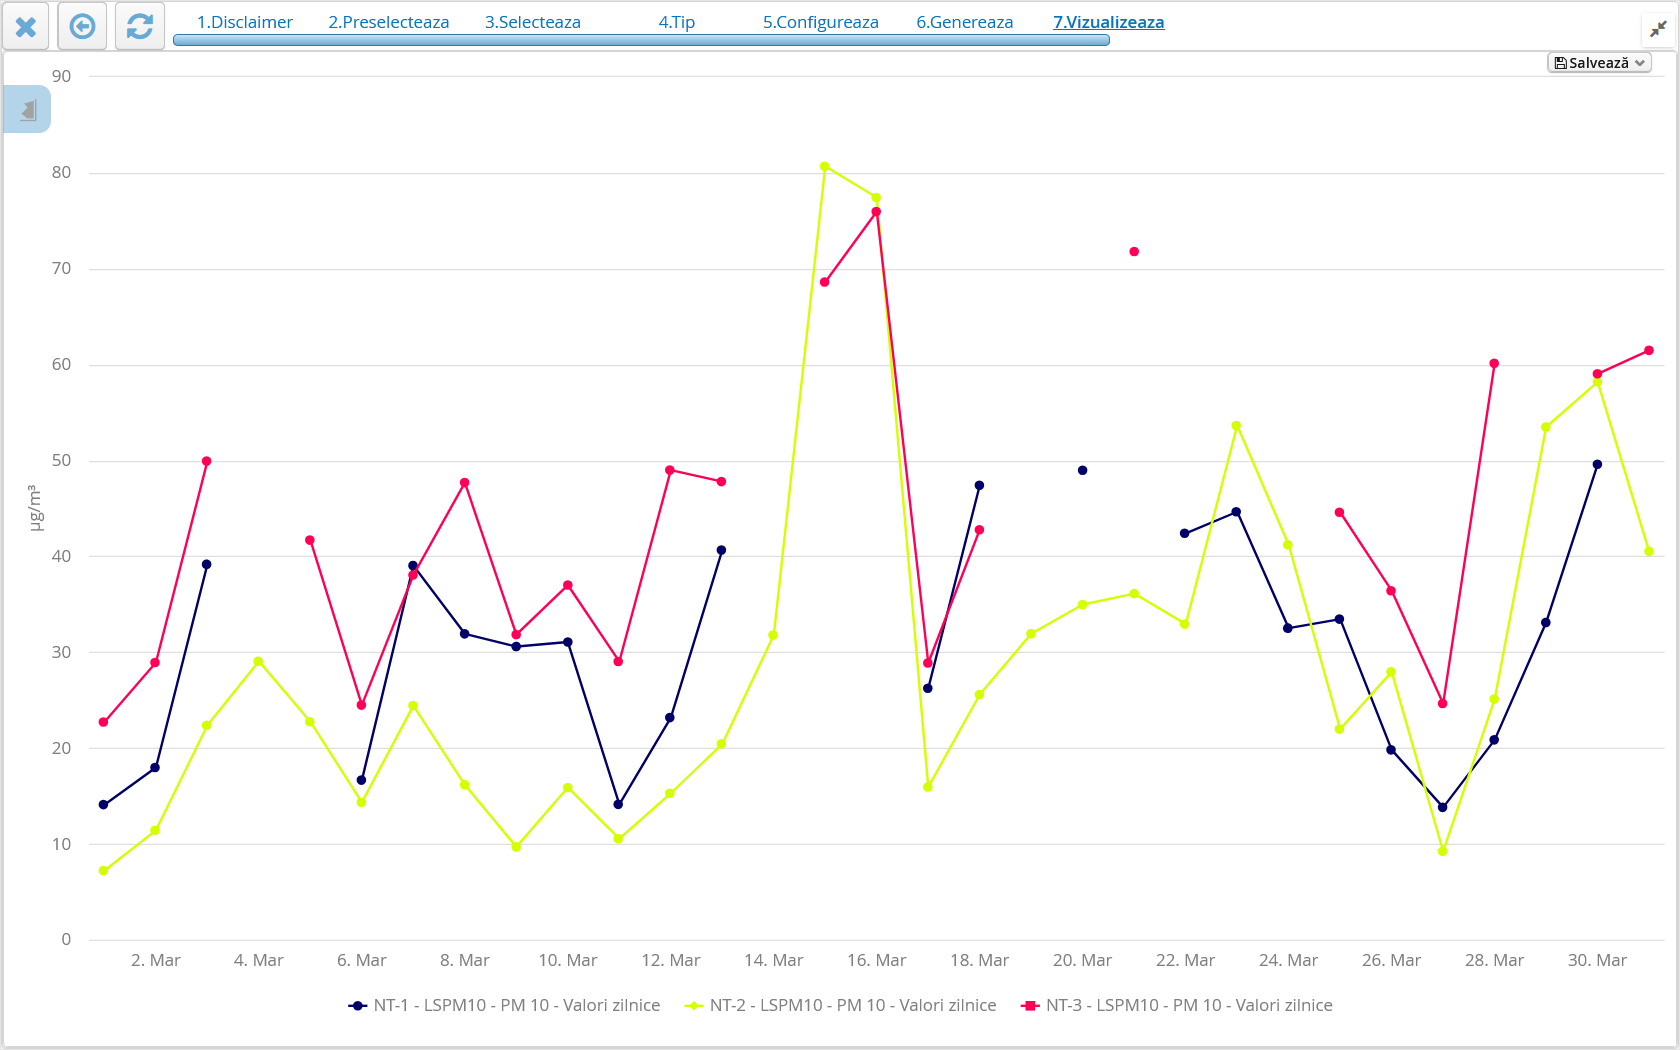 1.Disclaimer 2.Preselecteaza 3.Selecteaza 4.Tip 5.Configureaza 6.Genereaza 7.Vizualizeaza
Salvează
90
80
70
60
50
40
30
20
10
0
µg/m³
2. Mar 4. Mar 6. Mar 8. Mar 10. Mar 12. Mar 14. Mar 16. Mar 18. Mar 20. Mar 22. Mar 24. Mar 26. Mar 28. Mar 30. Mar
NT-1 - LSPM10 - PM 10 - Valori zilnice NT-2 - LSPM10 - PM 10 - Valori zilnice NT-3 - LSPM10 - PM 10 - Valori zilnice